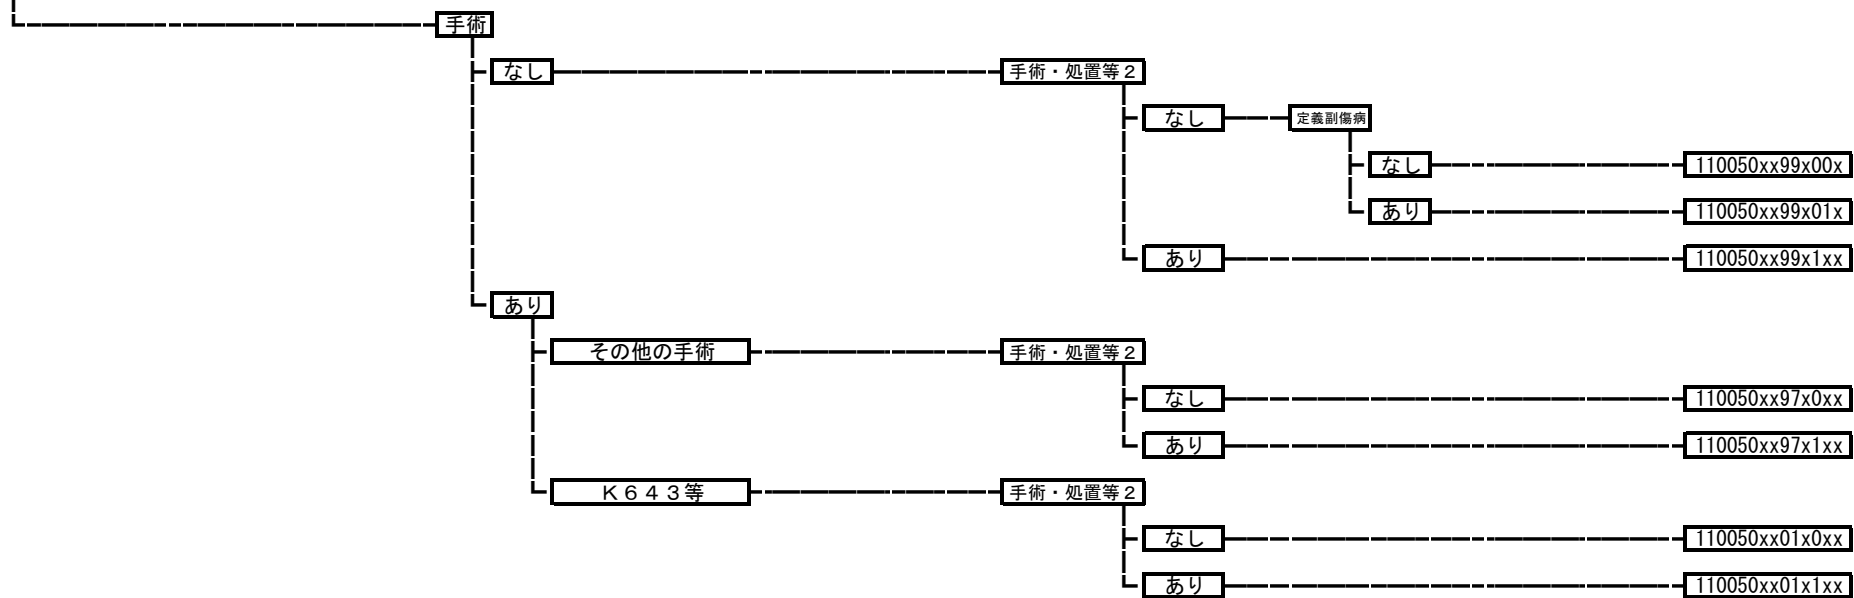 手術
なし 手術・処置等2
なし 定義副傷病
なし 110050xx99x00x
あり 110050xx99x01x
あり 110050xx99x1xx
あり
その他の手術 手術・処置等2
なし 110050xx97x0xx
あり 110050xx97x1xx
K643等 手術・処置等2
なし 110050xx01x0xx
あり 110050xx01x1xx